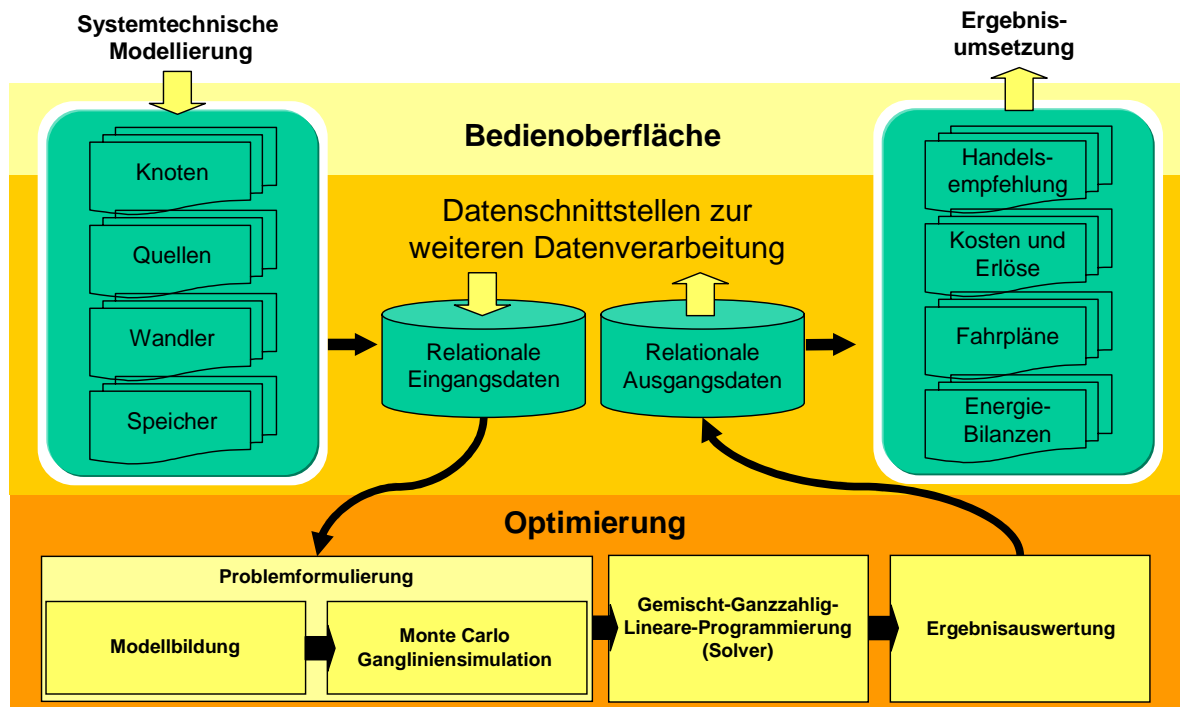 Systemtechnische
Modellierung
Ergebnis-
umsetzung
Bedienoberfläche
Knoten
Quellen
Wandler
Speicher
Datenschnittstellen zur
weiteren Datenverarbeitung
Relationale
Eingangsdaten
Relationale
Ausgangsdaten
Handels-
empfehlung
Kosten und
Erlöse
Fahrpläne
Energie-
Bilanzen
Optimierung
Problemformulierung
Modellbildung
Monte Carlo
Gangliniensimulation
Gemischt-Ganzzahlig-
Lineare-Programmierung
(Solver)
Ergebnisauswertung